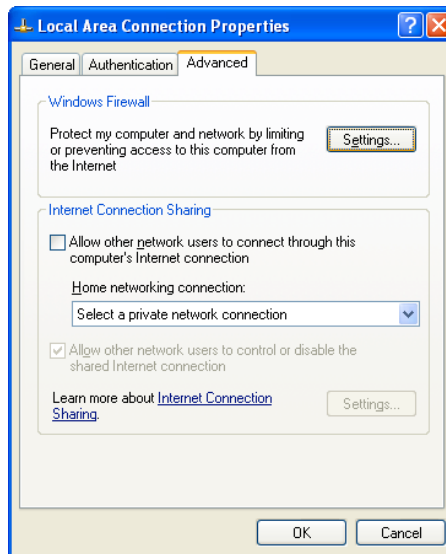 Local Area Connection Properties
General Authentication Advanced
Windows Firewall
Protect my computer and network by limiting
or preventing access to this computer from
the Internet
Settings...
Internet Connection Sharing
Allow other network users to connect through this
computer's Internet connection
Home networking connection:
Select a private network connection
Allow other network users to control or disable the
shared Internet connection
Learn more about Internet Connection
Sharing.
Settings...
OK Cancel